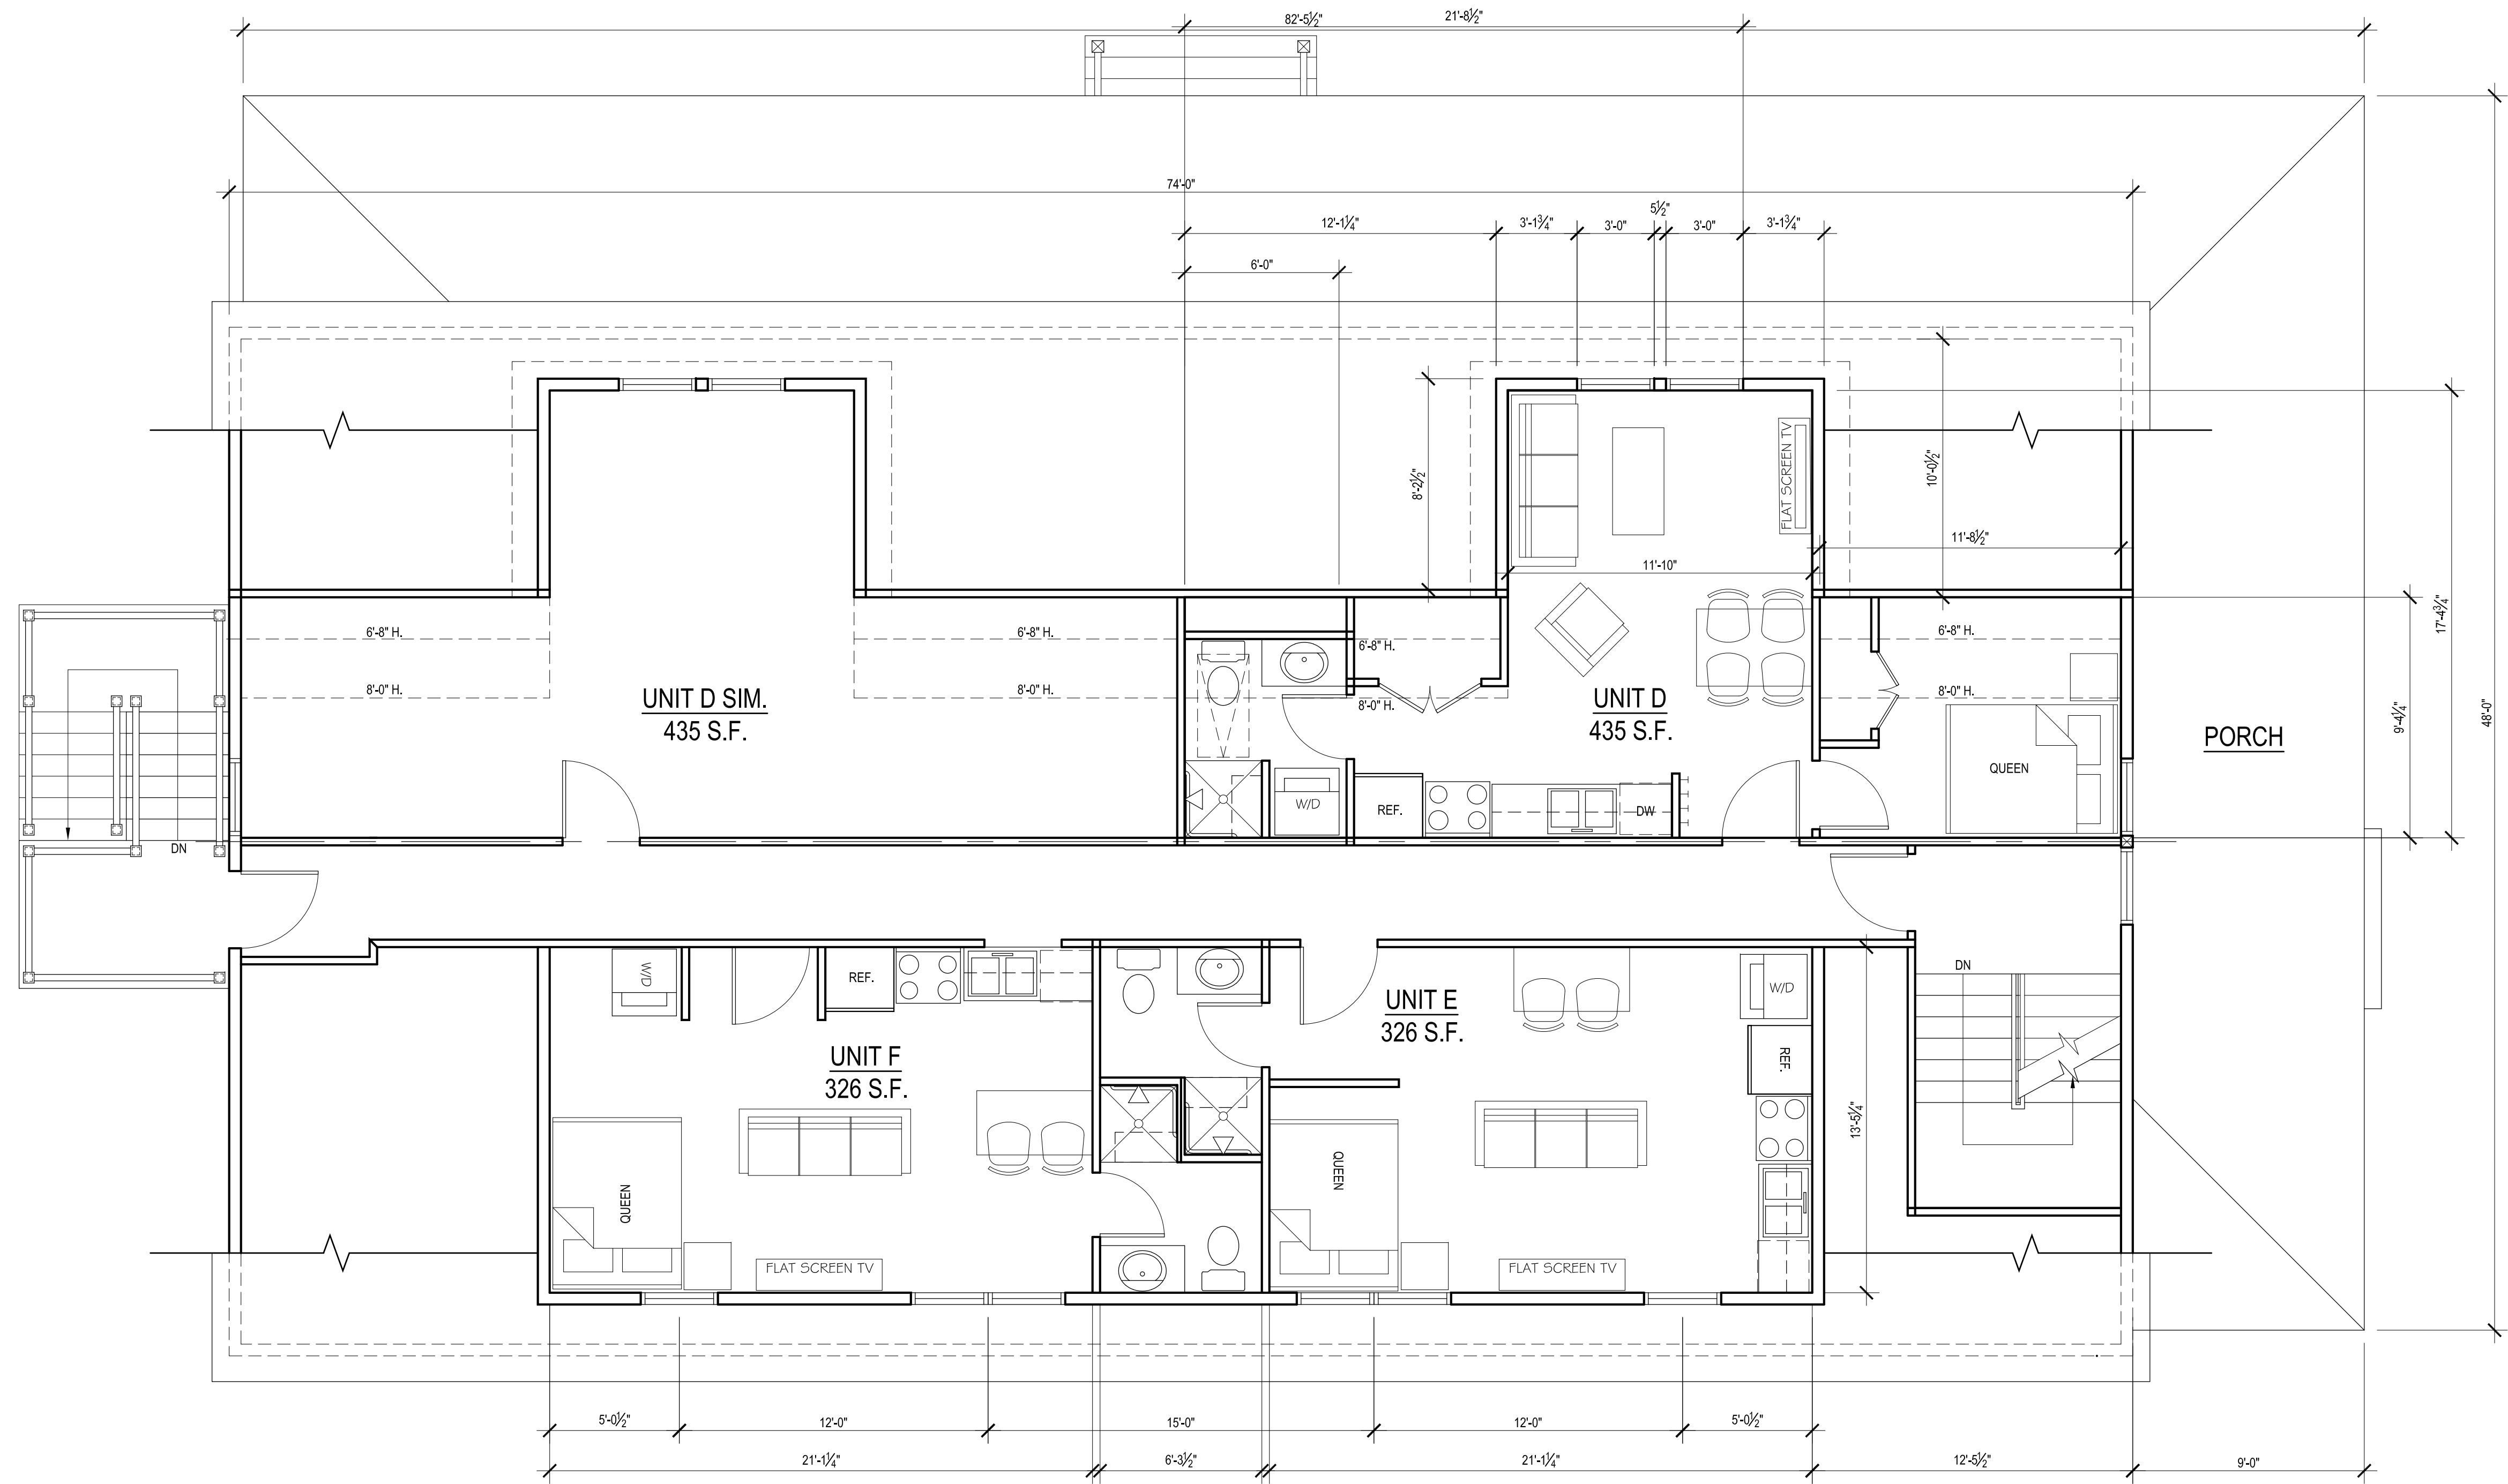 82'-5½"
21'-8½"
74'-0"
12'-1¼"
3'-1¾"
3'-0"
5½"
3'-0"
3'-1¾"
6'-0"
8'-2½"
FLAT SCREEN TV
10'-0½"
11'-8½"
11'-10"
17'-4¾"
9'-4¼"
48'-0"
6'-8" H.
6'-8" H.
6'-8" H.
6'-8" H.
8'-0" H.
8'-0" H.
8'-0" H.
8'-0" H.
UNIT D SIM.
435 S.F.
UNIT D
435 S.F.
PORCH
QUEEN
W/D
REF.
DW
DN
DN
W/D
REF.
UNIT E
326 S.F.
W/D
REF.
UNIT F
326 S.F.
13'-5¼"
QUEEN
QUEEN
FLAT SCREEN TV
FLAT SCREEN TV
5'-0½"
12'-0"
15'-0"
12'-0"
5'-0½"
21'-1¼"
6'-3½"
21'-1¼"
12'-5½"
9'-0"